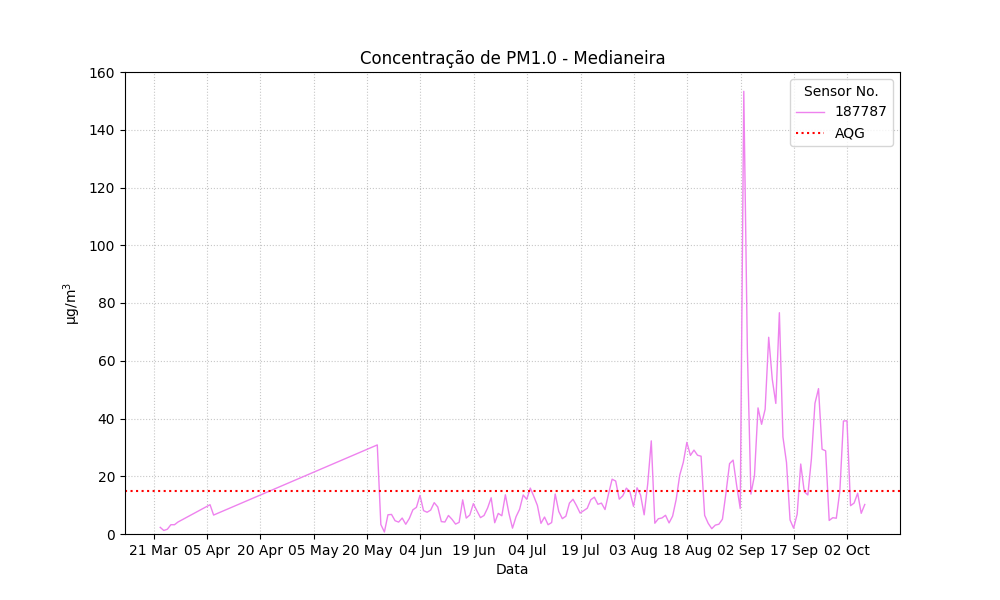 Concentração de PM1.0 - Medianeira
160
140
120
100
80
60
40
20
0
µg/m³
Sensor No.
187787
AQG
21 Mar 05 Apr 20 Apr 05 May 20 May 04 Jun 19 Jun 04 Jul 19 Jul 03 Aug 18 Aug 02 Sep 17 Sep 02 Oct
Data